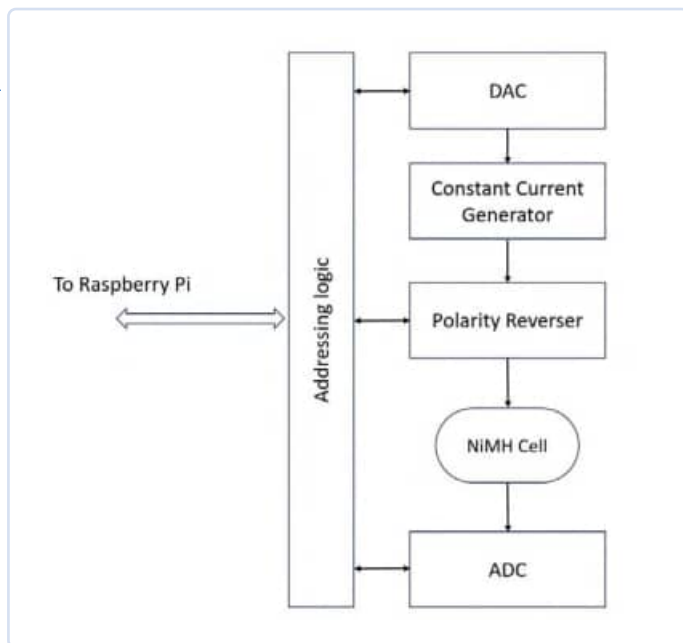 DAC
Constant Current
Generator
To Raspberry Pi
Addressing logic
Polarity Reverser
NiMH Cell
ADC